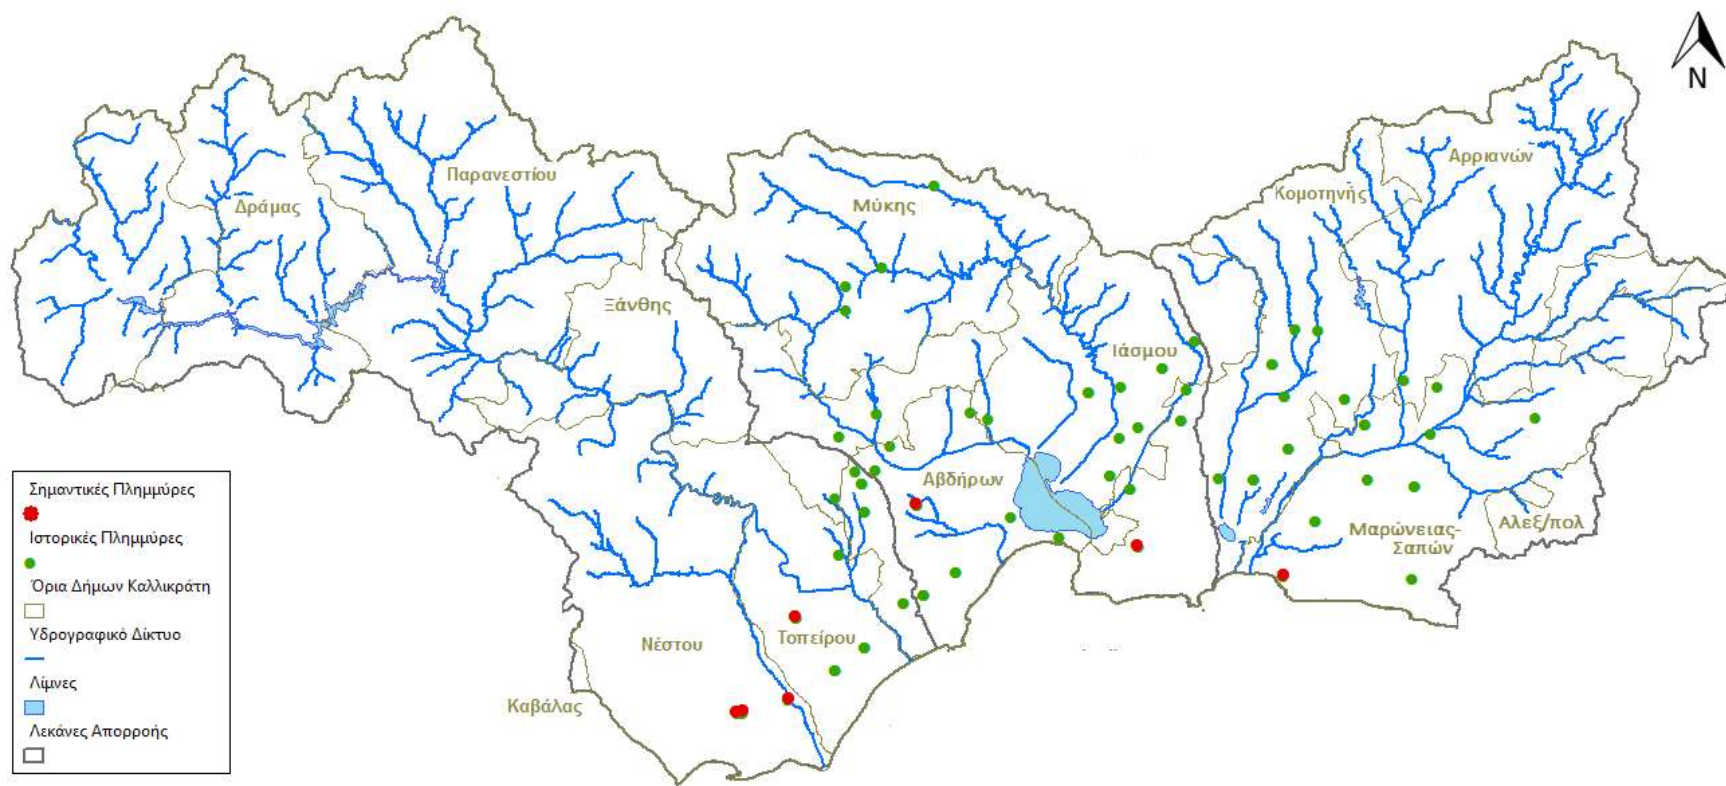 N
Παρανεστίου
Δράμας
Μύκης
Αρριανών
Κομοτηνής
Ξάνθης
Ιάσμου
Αβδήρων
Μαρώνειας-
Σαπών
Αλεξ/πολ
Νέστου
Τοπείρου
Καβάλας
Σημαντικές Πλημμύρες
Ιστορικές Πλημμύρες
Όρια Δήμων Καλλικράτη
Υδρογραφικό Δίκτυο
Λίμνες
Λεκάνες Απορροής